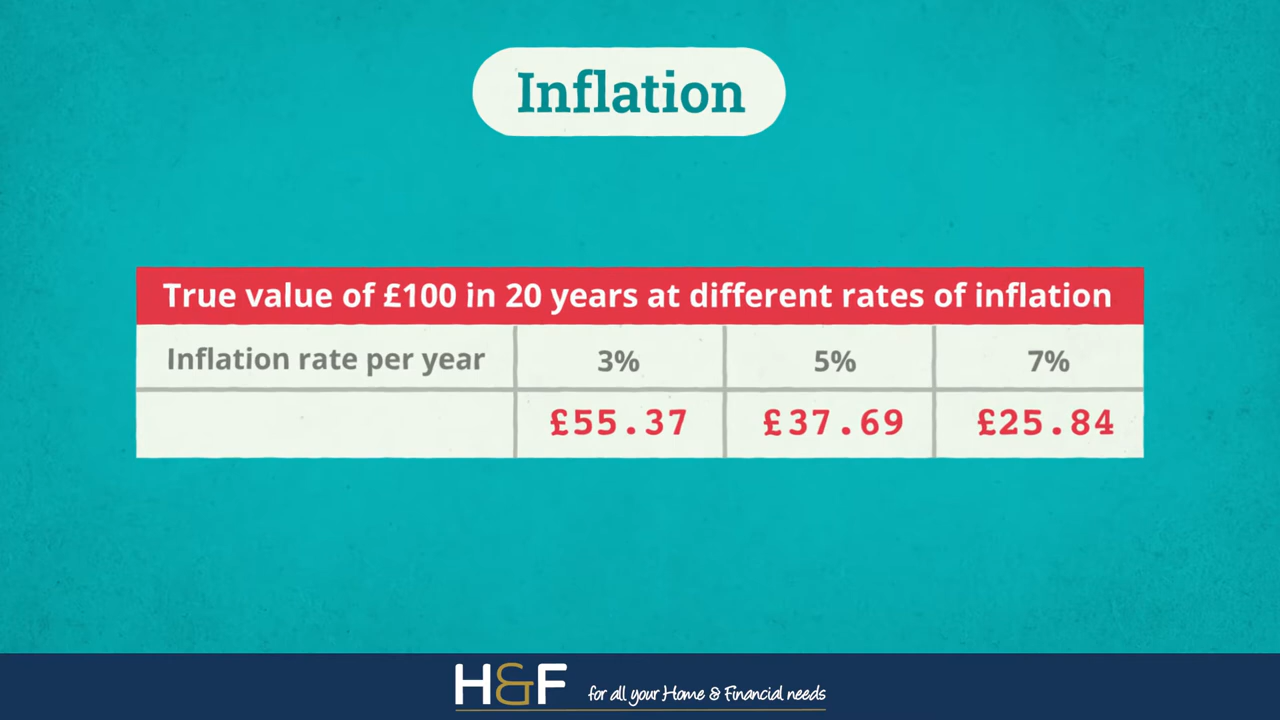 Inflation
True value of £100 in 20 years at different rates of inflation
Inflation rate per year 3% 5% 7%
£55.37 £37.69 £25.84
H&F for all your Home & Financial needs